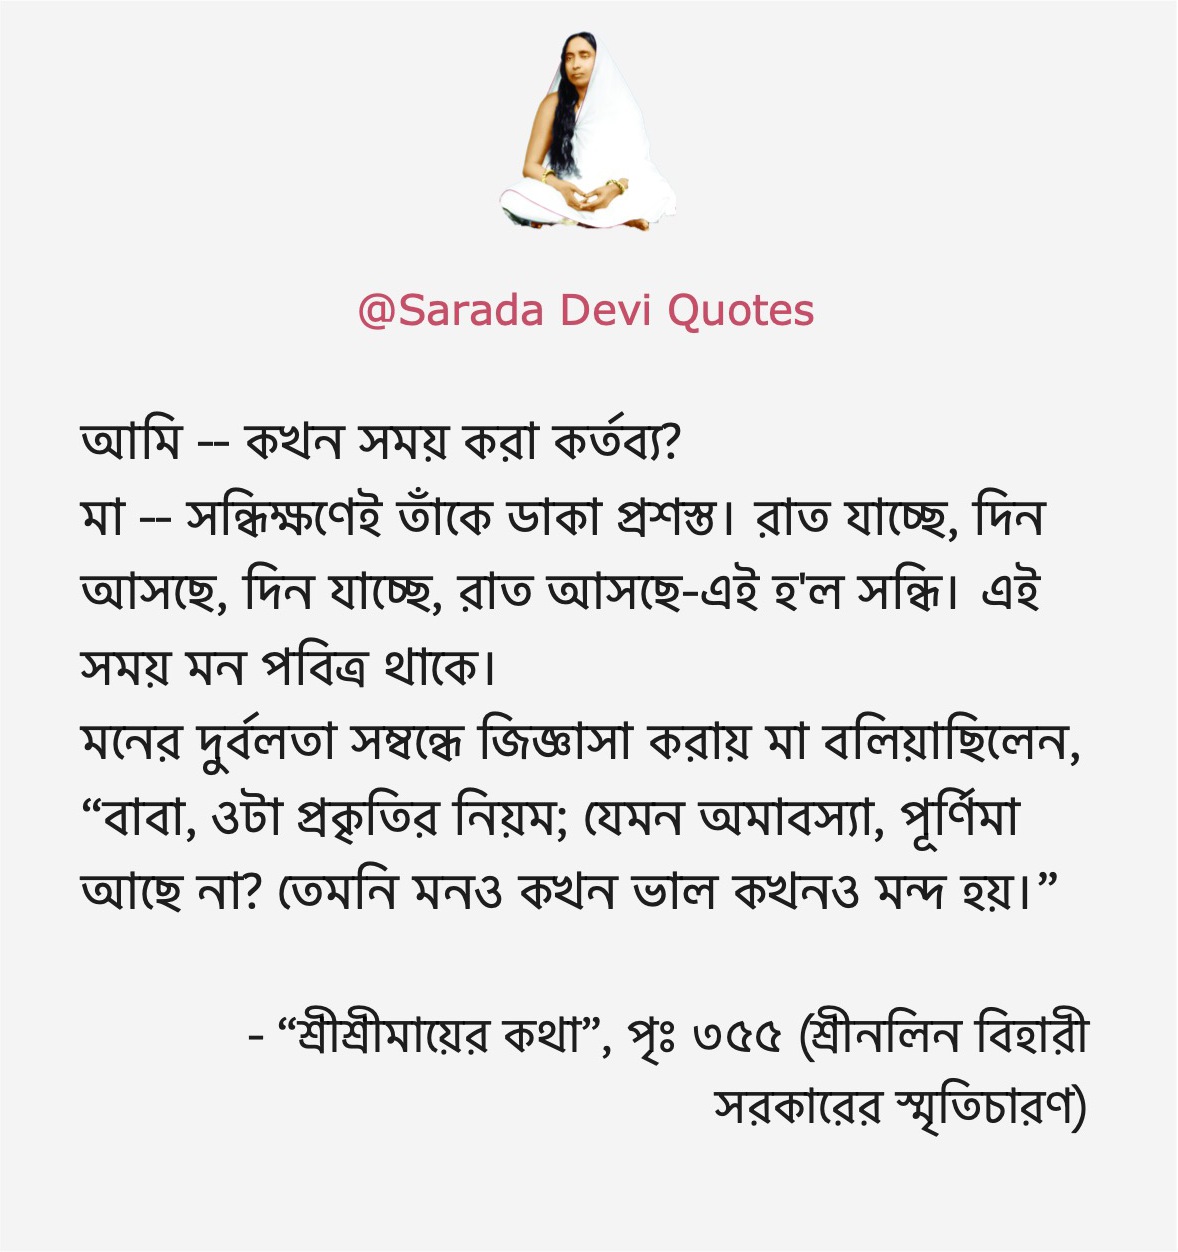 @Sarada Devi Quotes
আমি -- কখন সময় করা কর্তব্য?
মা -- সন্ধিক্ষণেই তাঁকে ডাকা প্রশস্ত। রাত যাচ্ছে, দিন
আসছে, দিন যাচ্ছে, রাত আসছে-এই হ'ল সন্ধি। এই
সময় মন পবিত্র থাকে।
মনের দুর্বলতা সম্বন্ধে জিজ্ঞাসা করায় মা বলিয়াছিলেন,
“বাবা, ওটা প্রকৃতির নিয়ম; যেমন অমাবস্যা, পূর্ণিমা
আছে না? তেমনি মনও কখন ভাল কখনও মন্দ হয়।”
- “শ্রীশ্রীমায়ের কথা”, পৃঃ ৩৫৫ (শ্রীনলিন বিহারী
সরকারের স্মৃতিচারণ)